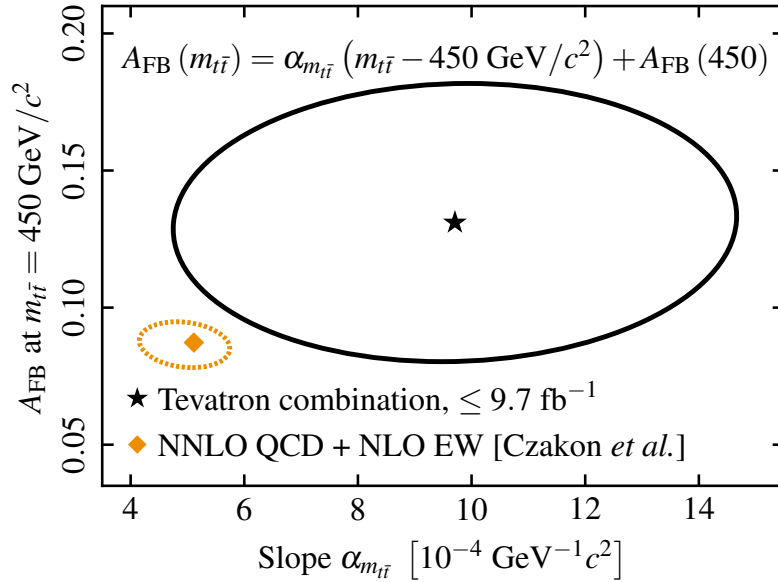 0.20
0.15
0.10
0.05
A_FB at m_tt̄ = 450 GeV/c²
A_FB (m_tt̄) = α_m_tt̄ (m_tt̄ − 450 GeV/c²) + A_FB (450)
★ Tevatron combination, ≤ 9.7 fb⁻¹
◆ NNLO QCD + NLO EW [Czakon et al.]
4 6 8 10 12 14
Slope α_m_tt̄ [10⁻⁴ GeV⁻¹c²]